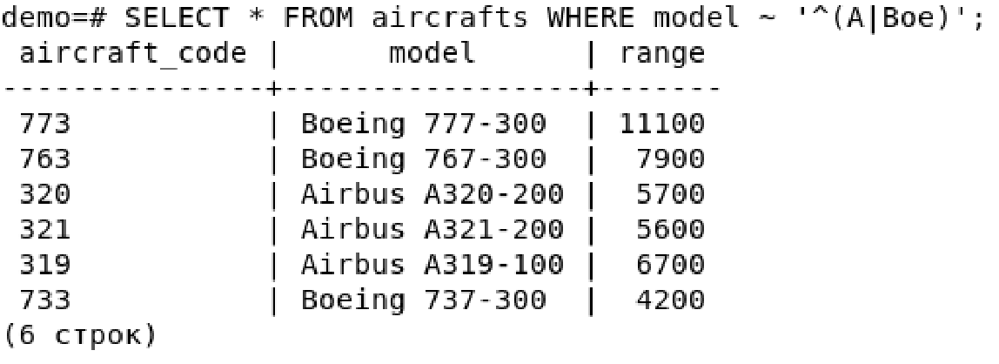 demo=# SELECT * FROM aircrafts WHERE model ~ '^(A|Boe)';
 aircraft_code |      model      | range
---------------+-----------------+-------
 773           | Boeing 777-300  | 11100
 763           | Boeing 767-300  |  7900
 320           | Airbus A320-200 |  5700
 321           | Airbus A321-200 |  5600
 319           | Airbus A319-100 |  6700
 733           | Boeing 737-300  |  4200
(6 строк)